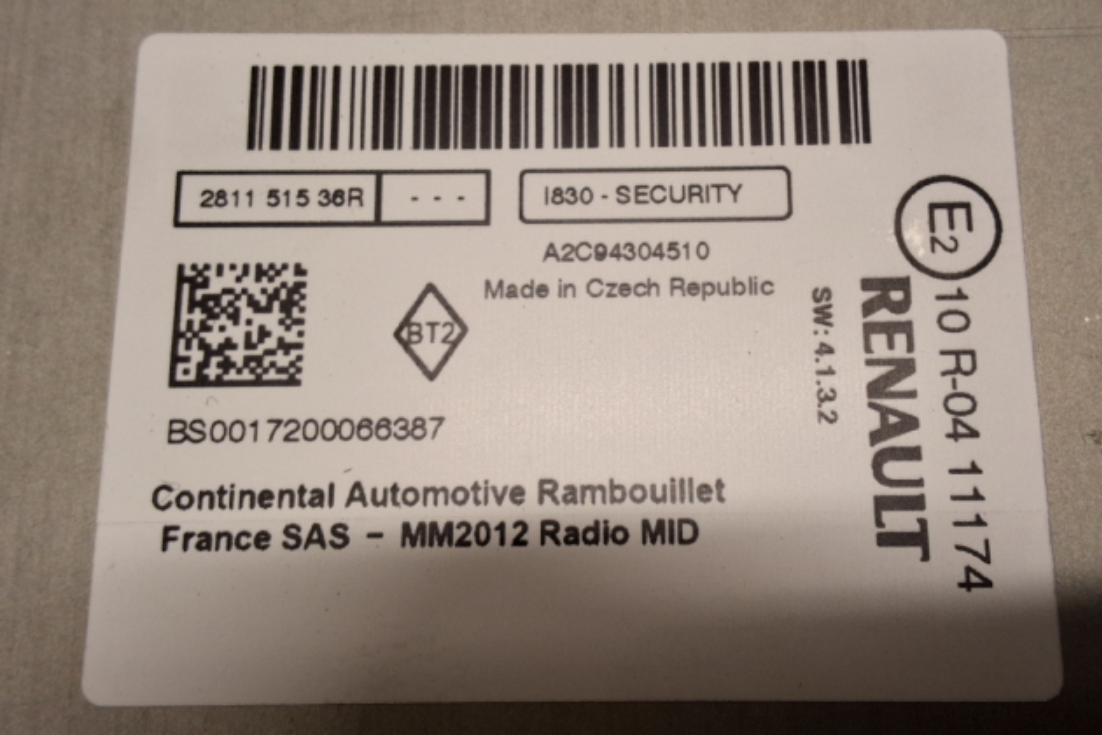 2811 515 36R - - -
I830 - SECURITY
A2C94304510
Made in Czech Republic
BT2
BS0017200066387
Continental Automotive Rambouillet
France SAS - MM2012 Radio MID
SW: 4.1.3.2
RENAULT
E2 10 R-04 11174